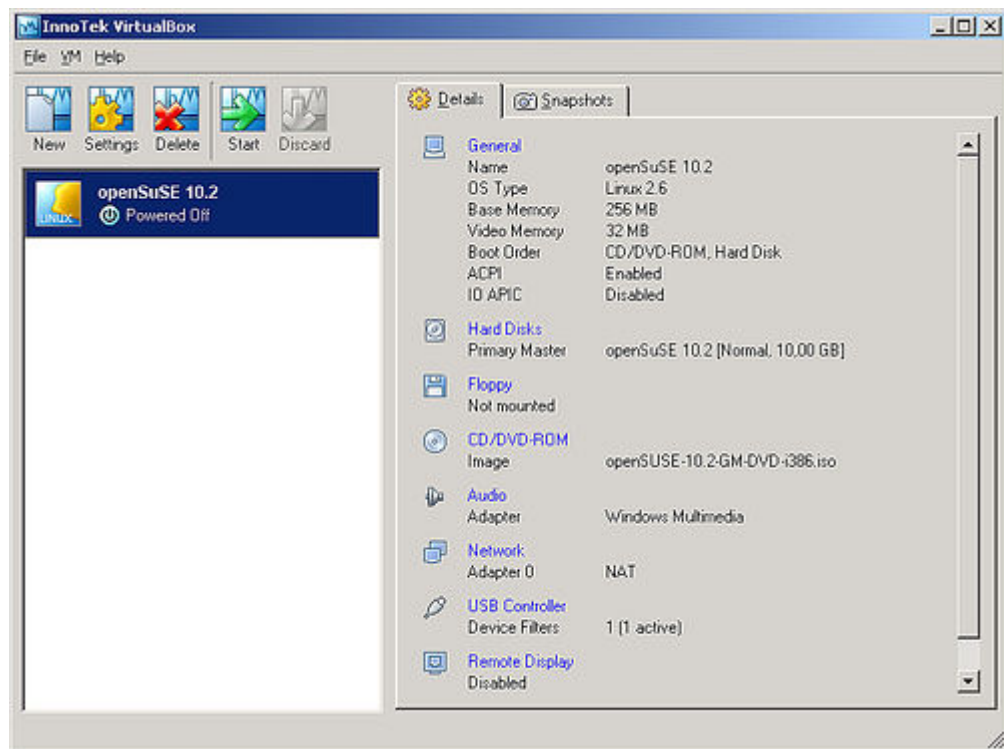 InnoTek VirtualBox
File VM Help
New Settings Delete Start Discard
openSuSE 10.2
Powered Off
LINUX
Details Snapshots
General
Name openSuSE 10.2
OS Type Linux 2.6
Base Memory 256 MB
Video Memory 32 MB
Boot Order CD/DVD-ROM, Hard Disk
ACPI Enabled
IO APIC Disabled
Hard Disks
Primary Master openSuSE 10.2 [Normal, 10,00 GB]
Floppy
Not mounted
CD/DVD-ROM
Image openSUSE-10.2-GM-DVD-i386.iso
Audio
Adapter Windows Multimedia
Network
Adapter 0 NAT
USB Controller
Device Filters 1 (1 active)
Remote Display
Disabled